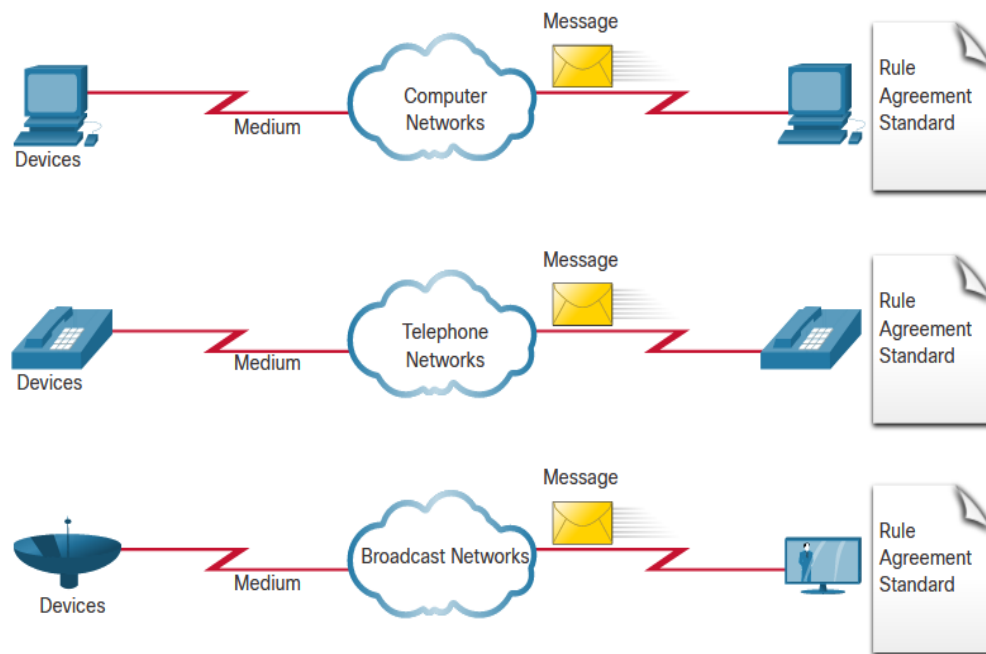 Message
Rule
Agreement
Standard
Computer
Networks
Medium
Devices
Message
Rule
Agreement
Standard
Telephone
Networks
Medium
Devices
Message
Rule
Agreement
Standard
Broadcast Networks
Medium
Devices